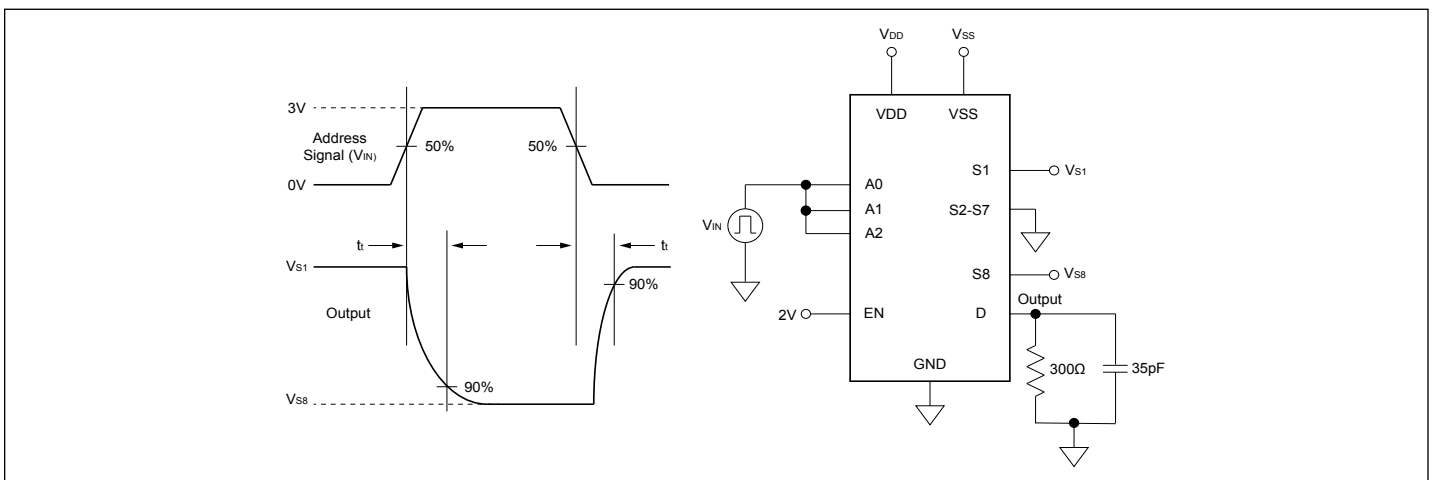 3V
Address
Signal (VIN)
50%
50%
0V
tt
tt
VS1
90%
Output
90%
VS8
VDD
VSS
VDD
VSS
S1
VS1
A0
A1
S2-S7
VIN
A2
S8
VS8
Output
2V
EN
D
300Ω
35pF
GND